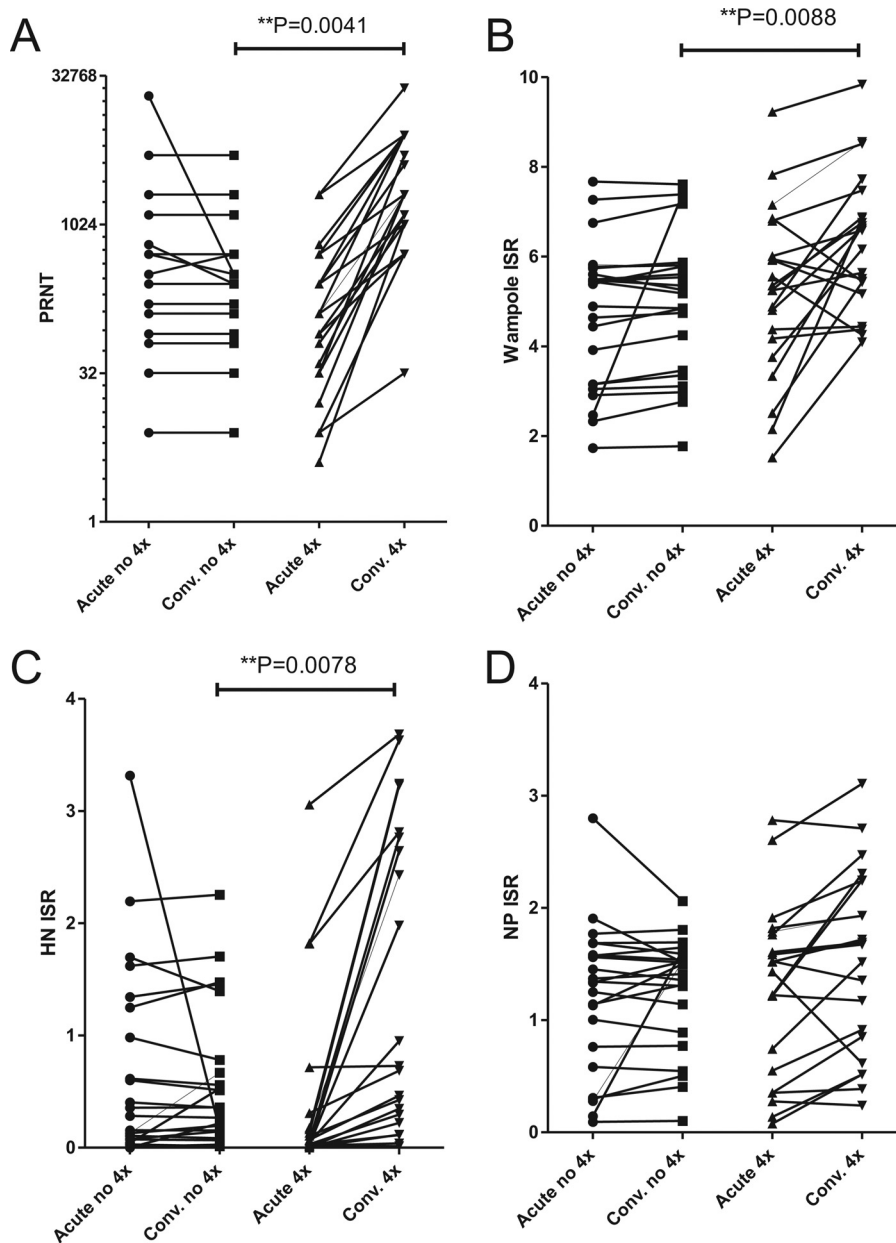 A
**P=0.0041
PRNT
32768
1024
32
1
Acute no 4x
Conv. no 4x
Acute 4x
Conv. 4x
B
**P=0.0088
Wampole ISR
10
8
6
4
2
0
Acute no 4x
Conv. no 4x
Acute 4x
Conv. 4x
C
**P=0.0078
HN ISR
4
3
2
1
0
Acute no 4x
Conv. no 4x
Acute 4x
Conv. 4x
D
NP ISR
4
3
2
1
0
Acute no 4x
Conv. no 4x
Acute 4x
Conv. 4x